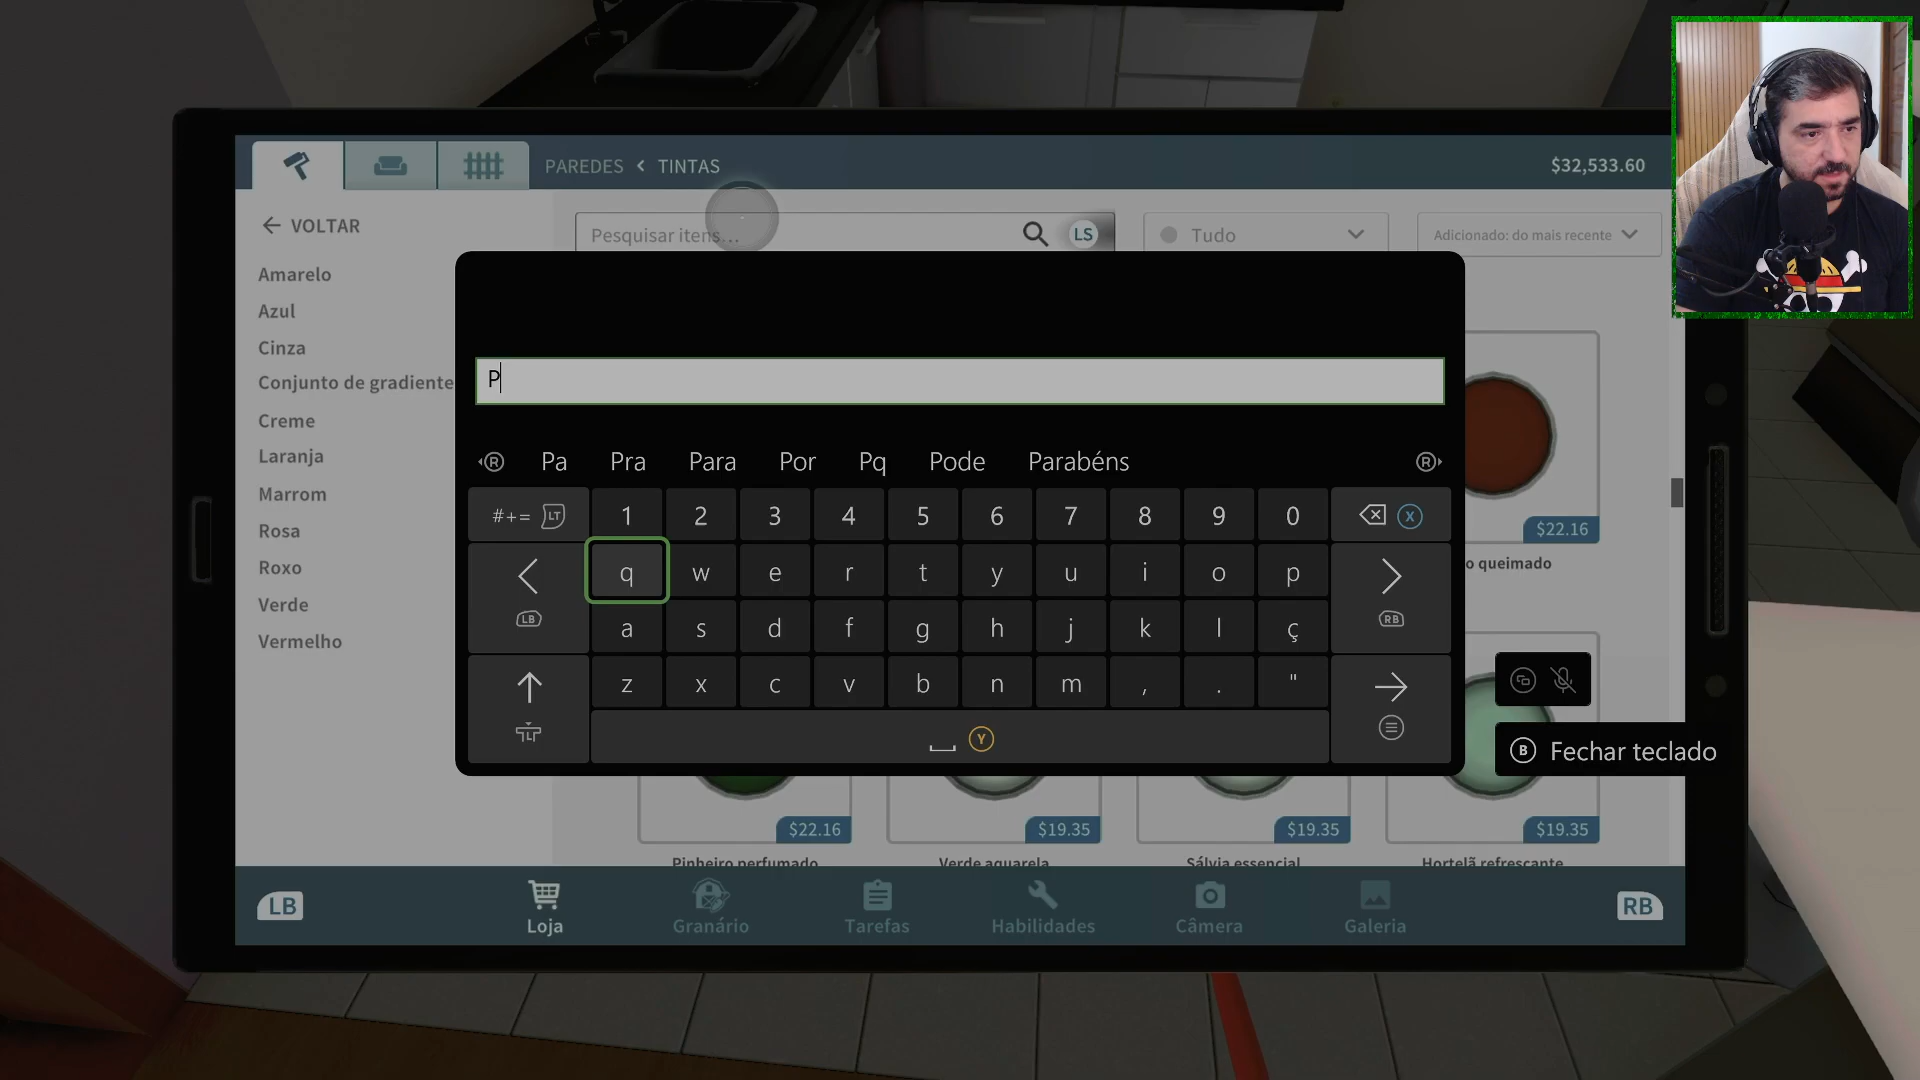 PAREDES < TINTAS
$32,533.60
VOLTAR
Pesquisar itens...
LS
Tudo
Adicionado: do mais recente
Amarelo
Azul
Cinza
Conjunto de gradiente
Creme
Laranja
Marrom
Rosa
Roxo
Verde
Vermelho
P
R Pa Pra Para Por Pq Pode Parabéns R
#+= LT 1 2 3 4 5 6 7 8 9 0 X
q w e r t y u i o p
LB a s d f g h j k l ç RB
z x c v b n m , . "
Y
$22.16
o queimado
B Fechar teclado
$22.16 $19.35 $19.35 $19.35
Pinheiro perfumado Verde aquarela Sálvia essencial Hortelã refrescante
LB Loja Granário Tarefas Habilidades Câmera Galeria RB